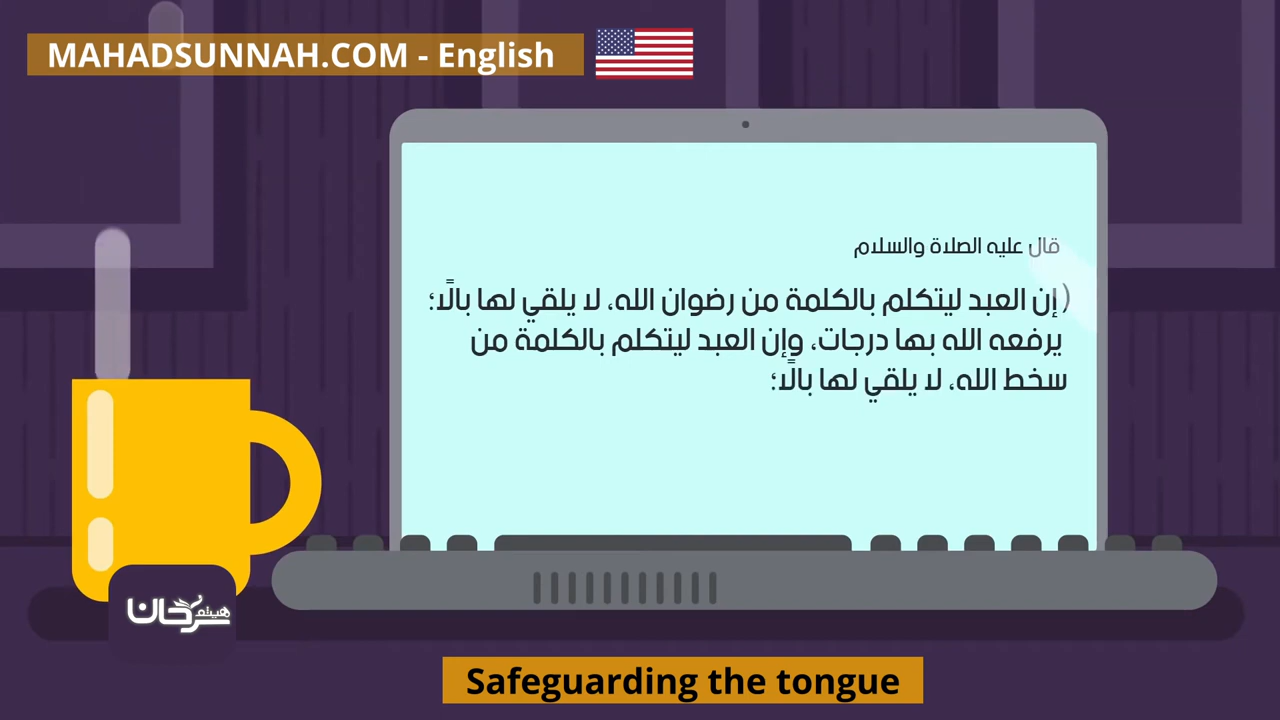 MAHADSUNNAH.COM - English
قال عليه الصلاة والسلام
(إن العبد ليتكلم بالكلمة من رضوان الله، لا يلقي لها بالًا؛
يرفعه الله بها درجات، وإن العبد ليتكلم بالكلمة من
سخط الله، لا يلقي لها بالًا؛
هيثم سرحان
Safeguarding the tongue